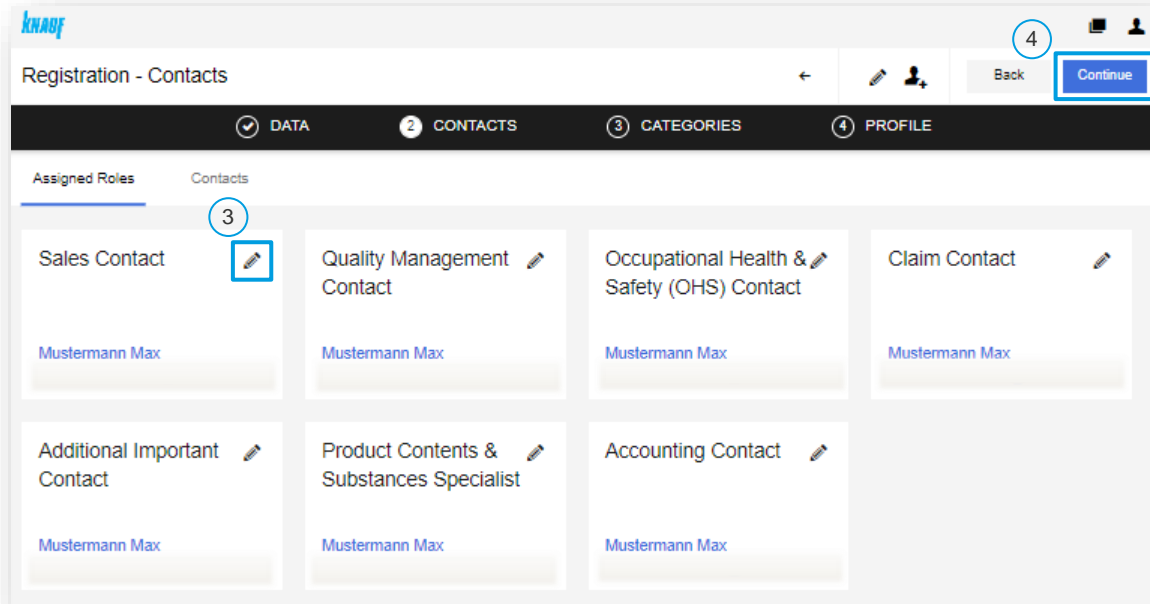 KNAUF
4
Registration - Contacts
Back
Continue
DATA
2 CONTACTS
3 CATEGORIES
4 PROFILE
Assigned Roles
Contacts
3
Sales Contact
Quality Management
Contact
Occupational Health &
Safety (OHS) Contact
Claim Contact
Mustermann Max
Mustermann Max
Mustermann Max
Mustermann Max
Additional Important
Contact
Product Contents &
Substances Specialist
Accounting Contact
Mustermann Max
Mustermann Max
Mustermann Max